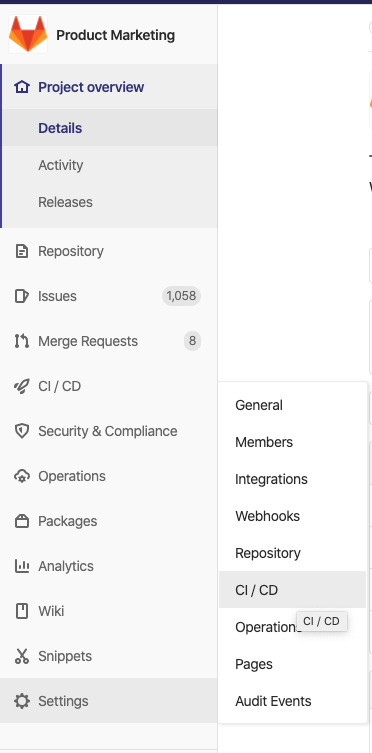 Product Marketing
Project overview
Details
Activity
Releases
Repository
Issues 1,058
Merge Requests 8
CI / CD
Security & Compliance
Operations
Packages
Analytics
Wiki
Snippets
Settings
General
Members
Integrations
Webhooks
Repository
CI / CD
Operations
CI / CD
Pages
Audit Events